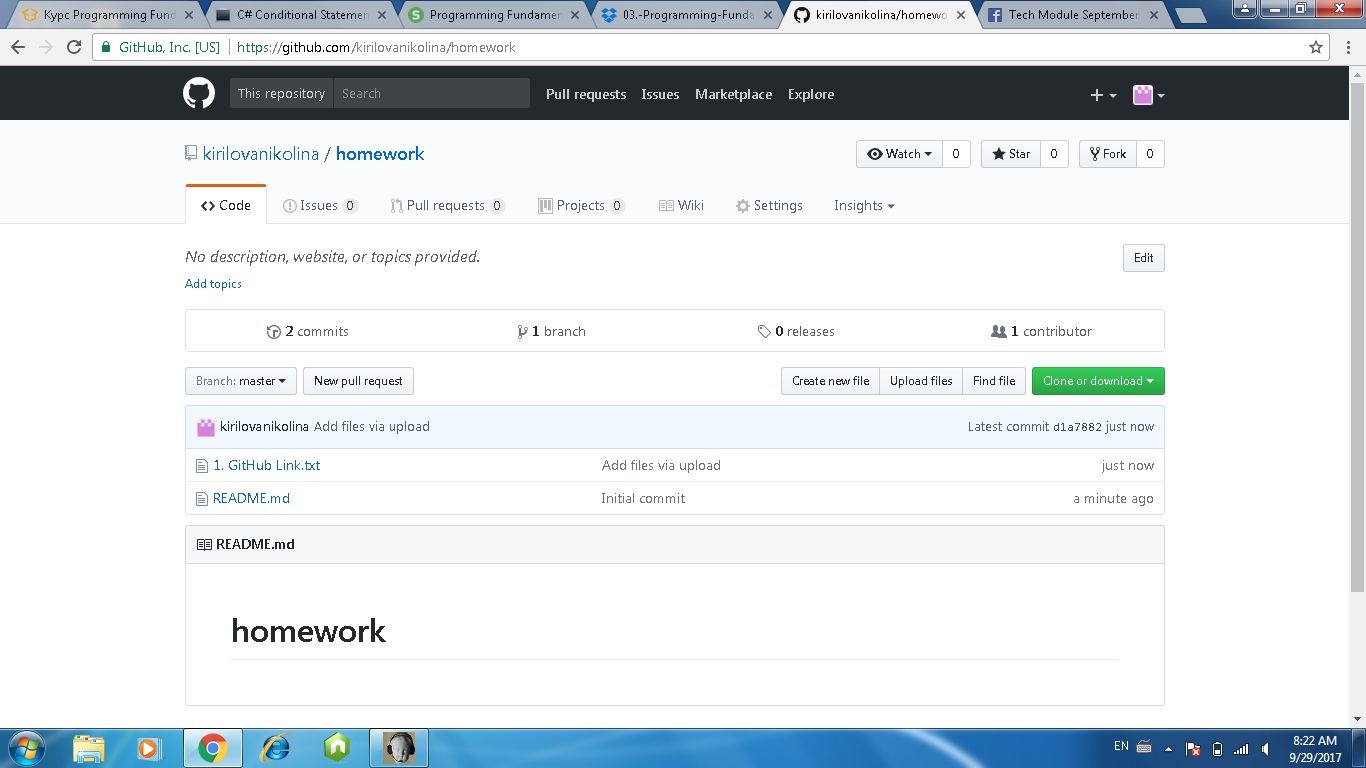 Курс Programming Fund
C# Conditional Statemen
Programming Fundamen
03.-Programming-Funda
kirilovanikolina/homewo
Tech Module September
GitHub, Inc. [US] https://github.com/kirilovanikolina/homework
This repository Search Pull requests Issues Marketplace Explore
kirilovanikolina / homework
Watch 0 Star 0 Fork 0
Code Issues 0 Pull requests 0 Projects 0 Wiki Settings Insights
No description, website, or topics provided.
Edit
Add topics
2 commits 1 branch 0 releases 1 contributor
Branch: master New pull request Create new file Upload files Find file Clone or download
kirilovanikolina Add files via upload Latest commit d1a7882 just now
1. GitHub Link.txt Add files via upload just now
README.md Initial commit a minute ago
README.md
homework
EN
8:22 AM
9/29/2017